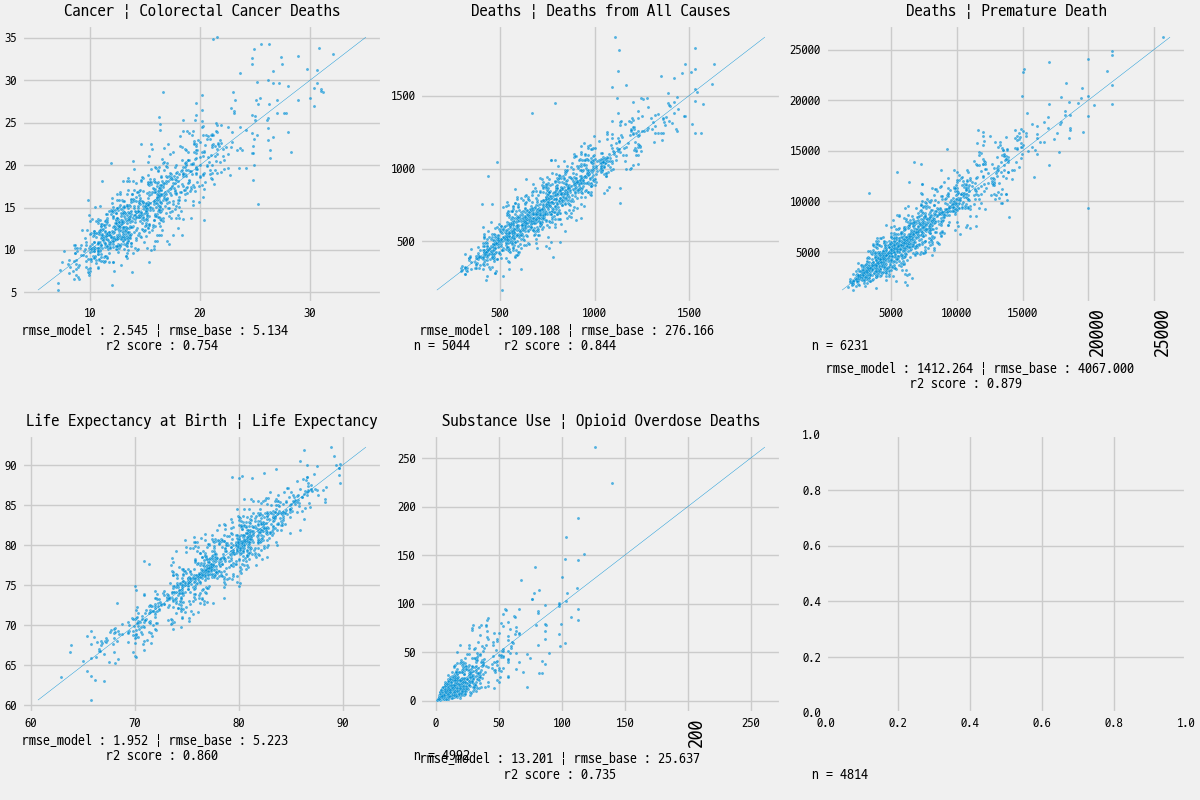 Cancer ¦ Colorectal Cancer Deaths
35
30
25
20
15
10
5
10 20 30
rmse_model : 2.545 ¦ rmse_base : 5.134
r2 score : 0.754
Deaths ¦ Deaths from All Causes
1500
1000
500
500 1000 1500
rmse_model : 109.108 ¦ rmse_base : 276.166
n = 5044 r2 score : 0.844
Deaths ¦ Premature Death
25000
20000
15000
10000
5000
5000 10000 15000 20000 25000
n = 6231
rmse_model : 1412.264 ¦ rmse_base : 4067.000
r2 score : 0.879
Life Expectancy at Birth ¦ Life Expectancy
90
85
80
75
70
65
60
60 70 80 90
rmse_model : 1.952 ¦ rmse_base : 5.223
r2 score : 0.860
Substance Use ¦ Opioid Overdose Deaths
250
200
150
100
50
0
0 50 100 150 200 250
n = 4992
rmse_model : 13.201 ¦ rmse_base : 25.637
r2 score : 0.735
1.0
0.8
0.6
0.4
0.2
0.0
0.0 0.2 0.4 0.6 0.8 1.0
n = 4814